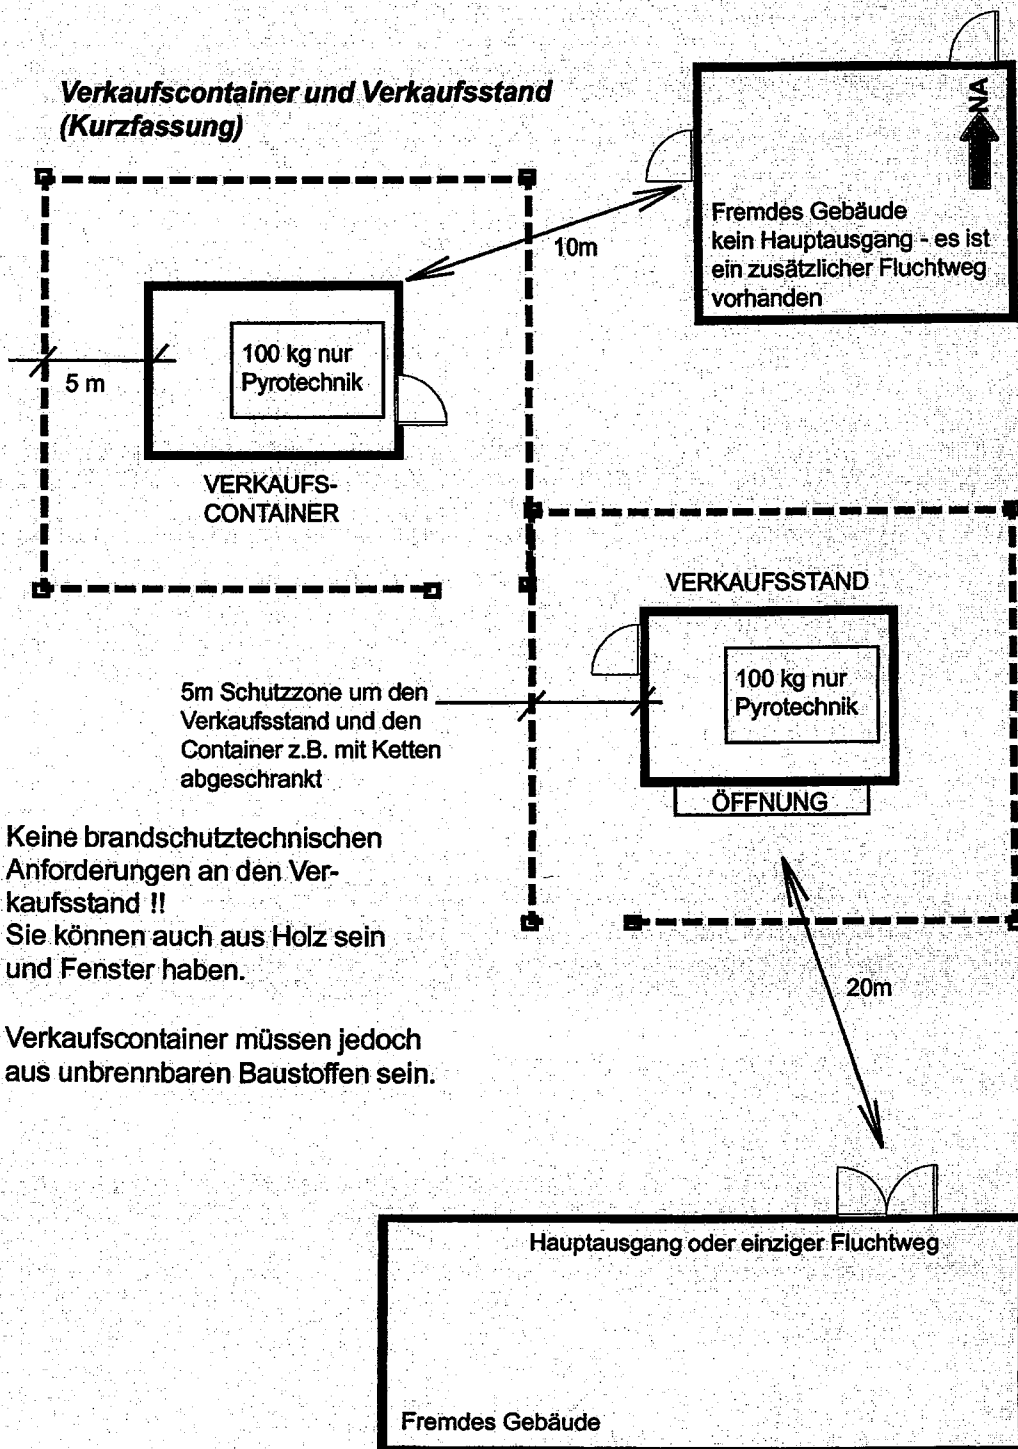 Verkaufscontainer und Verkaufsstand
(Kurzfassung)
NA
Fremdes Gebäude
kein Hauptausgang - es ist
ein zusätzlicher Fluchtweg
vorhanden
10m
100 kg nur
Pyrotechnik
5 m
VERKAUFS-
CONTAINER
VERKAUFSSTAND
100 kg nur
Pyrotechnik
5m Schutzzone um den
Verkaufsstand und den
Container z.B. mit Ketten
abgeschrankt
ÖFFNUNG
Keine brandschutztechnischen
Anforderungen an den Ver-
kaufsstand !!
Sie können auch aus Holz sein
und Fenster haben.
20m
Verkaufscontainer müssen jedoch
aus unbrennbaren Baustoffen sein.
Hauptausgang oder einziger Fluchtweg
Fremdes Gebäude